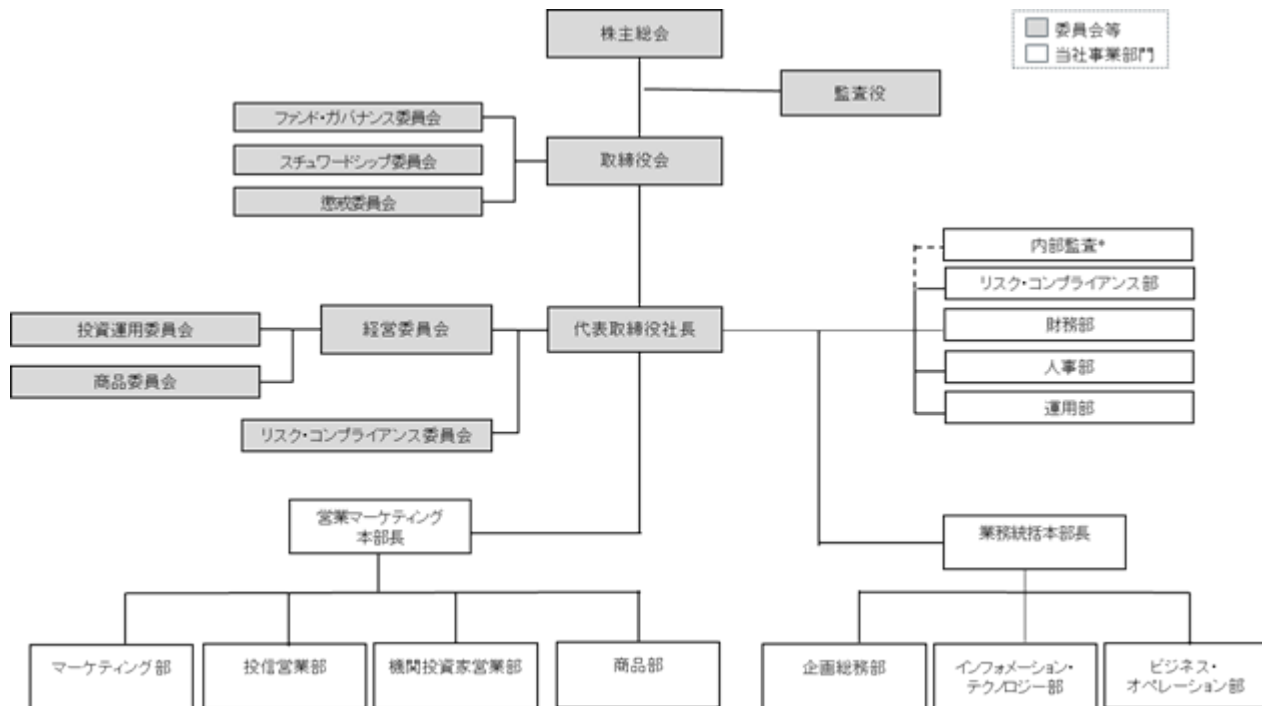 株主総会
委員会等
当社事業部門
監査役
ファンド・ガバナンス委員会
スチュワードシップ委員会
懲戒委員会
取締役会
内部監査*
リスク・コンプライアンス部
財務部
人事部
運用部
投資運用委員会
経営委員会
代表取締役社長
商品委員会
リスク・コンプライアンス委員会
営業マーケティング
本部長
業務統括本部長
マーケティング部
投信営業部
機関投資家営業部
商品部
企画総務部
インフォメーション・
テクノロジー部
ビジネス・
オペレーション部